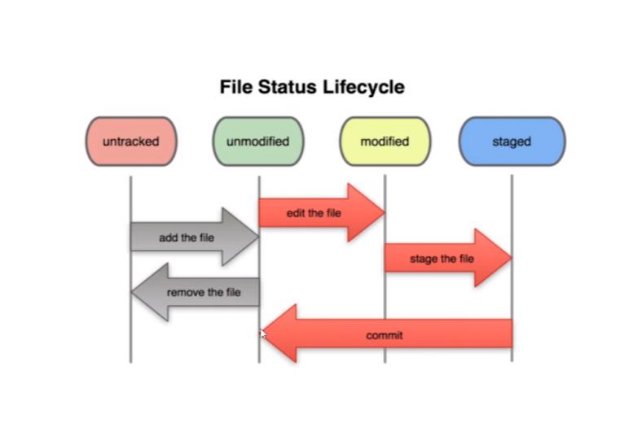 File Status Lifecycle
untracked
unmodified
modified
staged
edit the file
add the file
stage the file
remove the file
commit